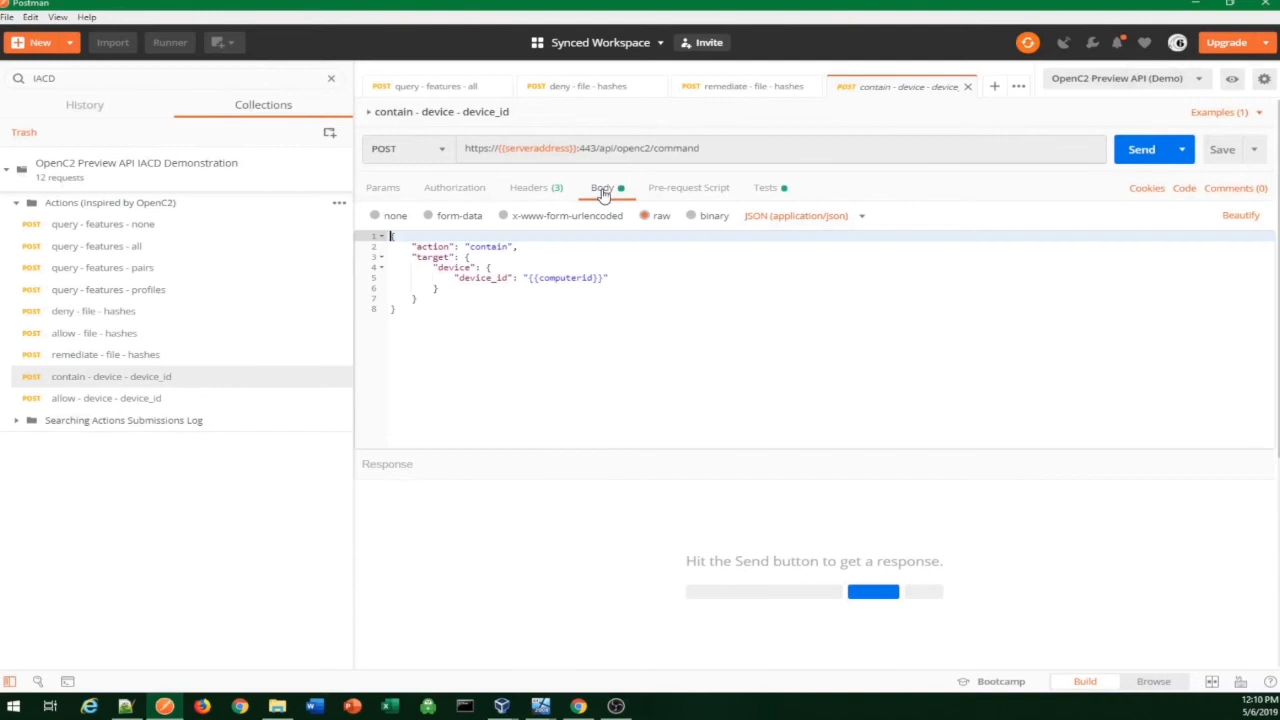 Postman
File Edit View Help
New Import Runner Synced Workspace Invite Upgrade
IACD
History Collections
Trash
OpenC2 Preview API IACD Demonstration
12 requests
Actions (Inspired by OpenC2)
POST query - features - none
POST query - features - all
POST query - features - pairs
POST query - features - profiles
POST deny - file - hashes
POST allow - file - hashes
POST remediate - file - hashes
POST contain - device - device_id
POST allow - device - device_id
Searching Actions Submissions Log
POST query - features - all POST deny - file - hashes POST remediate - file - hashes POST contain - device - device_
OpenC2 Preview API (Demo)
contain - device - device_id Examples (1)
POST https://{{serveraddress}}:443/api/openc2/command Send Save
Params Authorization Headers (3) Body Pre-request Script Tests Cookies Code Comments (0)
none form-data x-www-form-urlencoded raw binary JSON (application/json) Beautify
1 {
2 "action": "contain",
3 "target": {
4 "device": {
5 "device_id": "{{computerid}}"
6 }
7 }
8 }
Response
Hit the Send button to get a response.
Bootcamp Build Browse
12:10 PM
5/6/2019